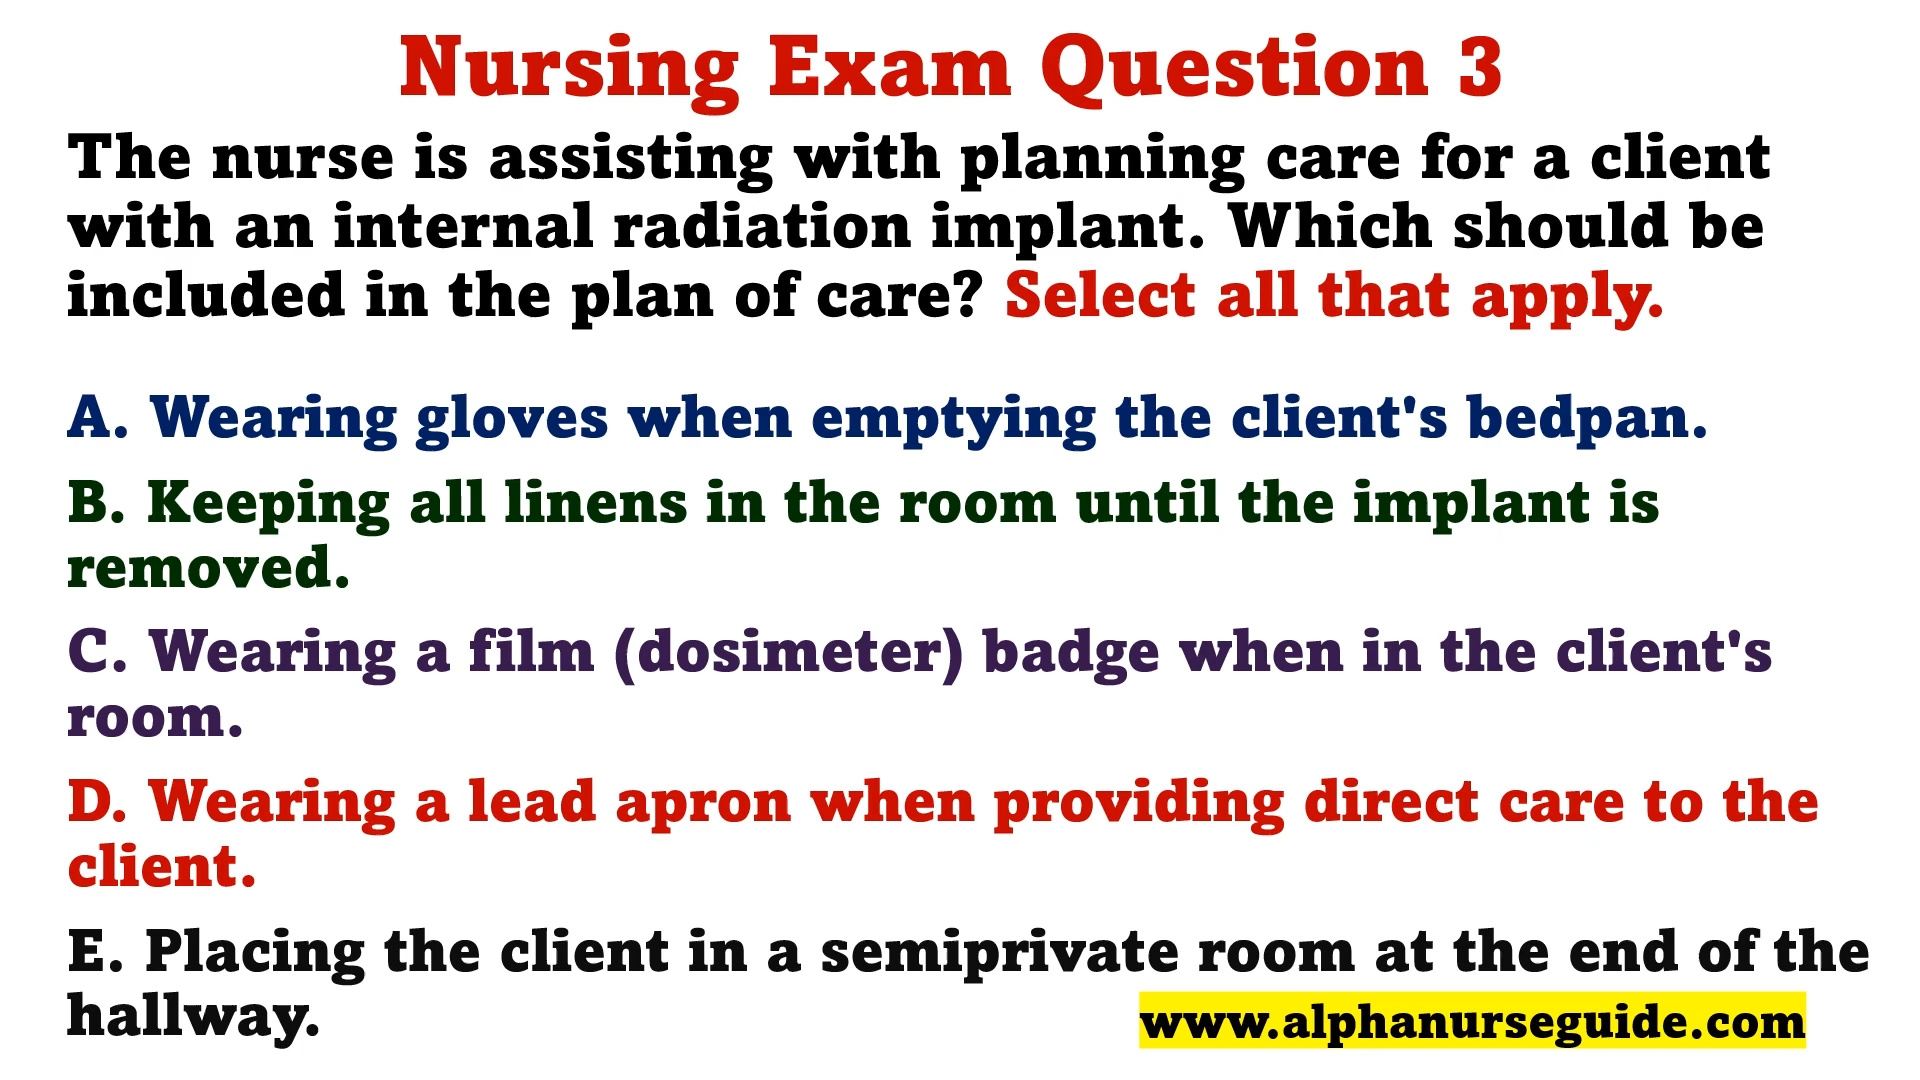 Nursing Exam Question 3
The nurse is assisting with planning care for a client
with an internal radiation implant. Which should be
included in the plan of care? Select all that apply.
A. Wearing gloves when emptying the client's bedpan.
B. Keeping all linens in the room until the implant is
removed.
C. Wearing a film (dosimeter) badge when in the client's
room.
D. Wearing a lead apron when providing direct care to the
client.
E. Placing the client in a semiprivate room at the end of the
hallway.
www.alphanurseguide.com